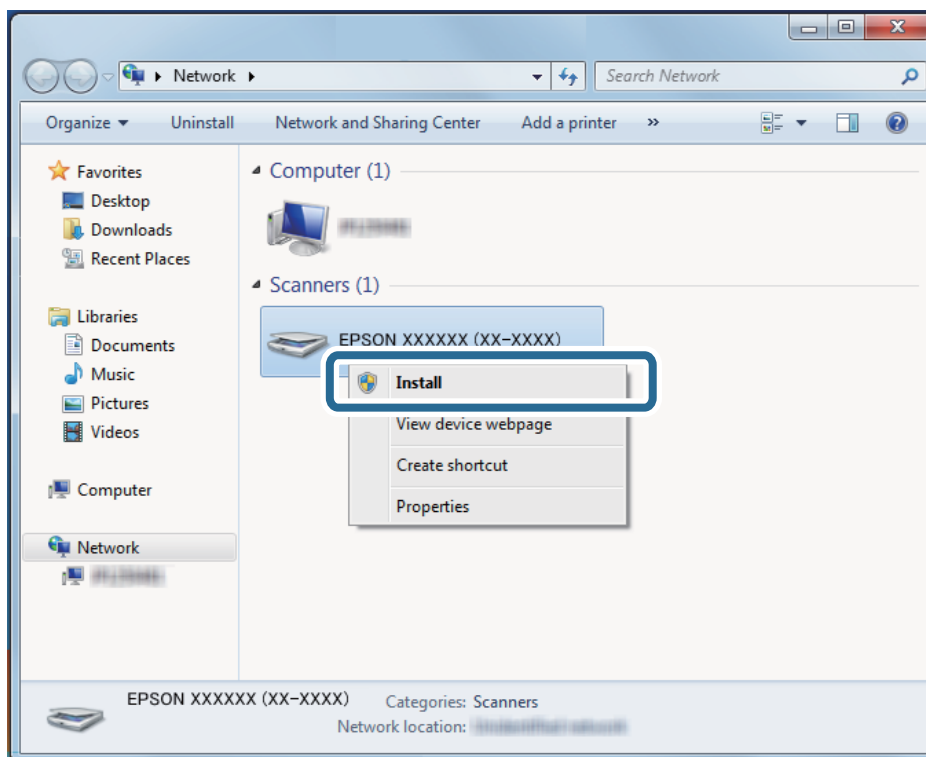 Network
Search Network
Organize Uninstall Network and Sharing Center Add a printer »
Favorites
Desktop
Downloads
Recent Places
Libraries
Documents
Music
Pictures
Videos
Computer
Network
Computer (1)
Scanners (1)
EPSON XXXXXX (XX-XXXX)
Install
View device webpage
Create shortcut
Properties
EPSON XXXXXX (XX-XXXX) Categories: Scanners
Network location: